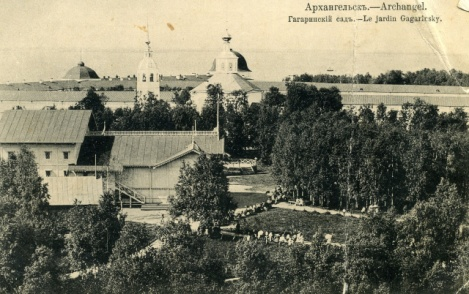 Архангельскъ.—Archangel.
Гагаринскій садъ.—Le jardin Gagarinsky.